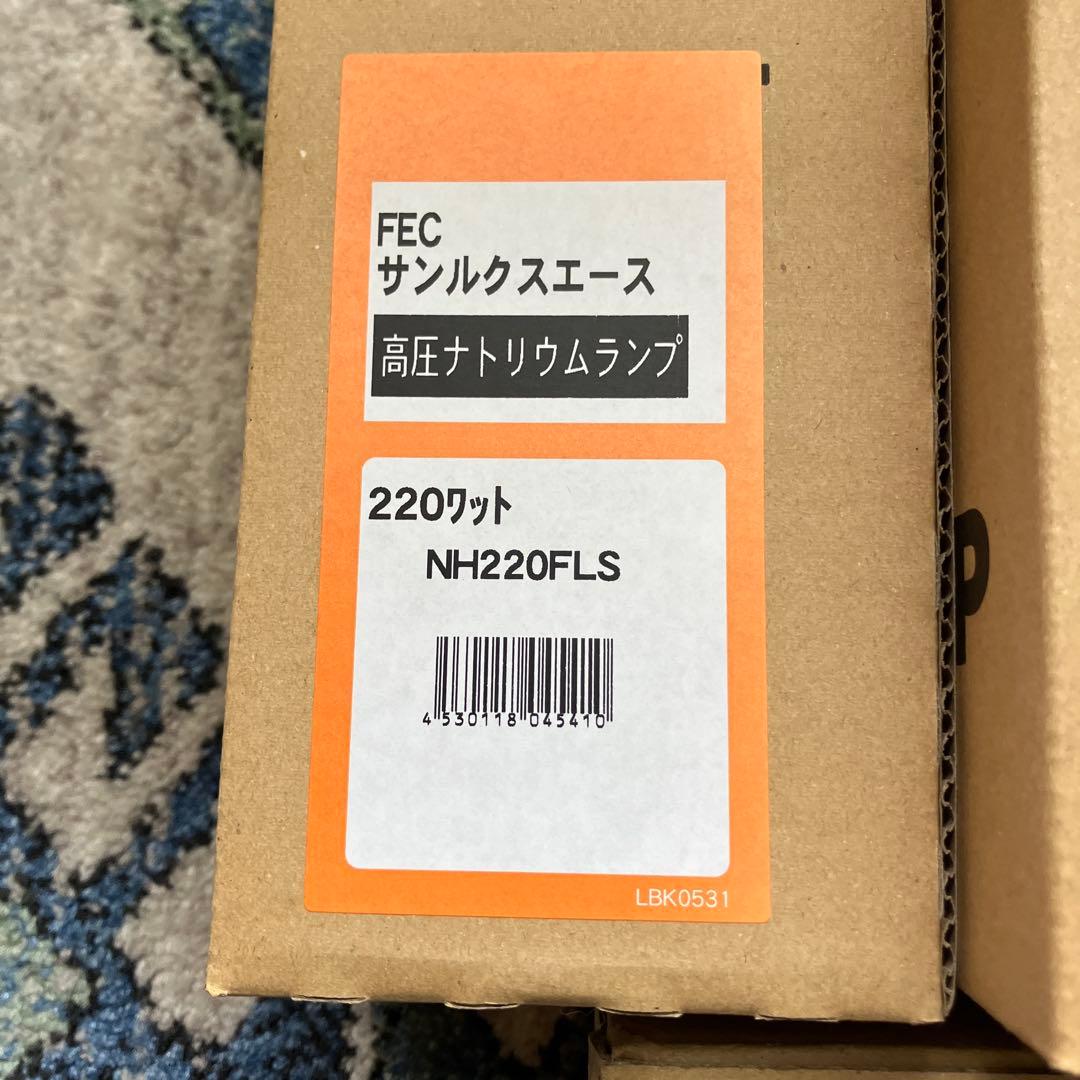 FEC
サンルクスエース
高圧ナトリウムランプ
220ﾜｯﾄ
NH220FLS
4 530118 045410
LBK0531
P